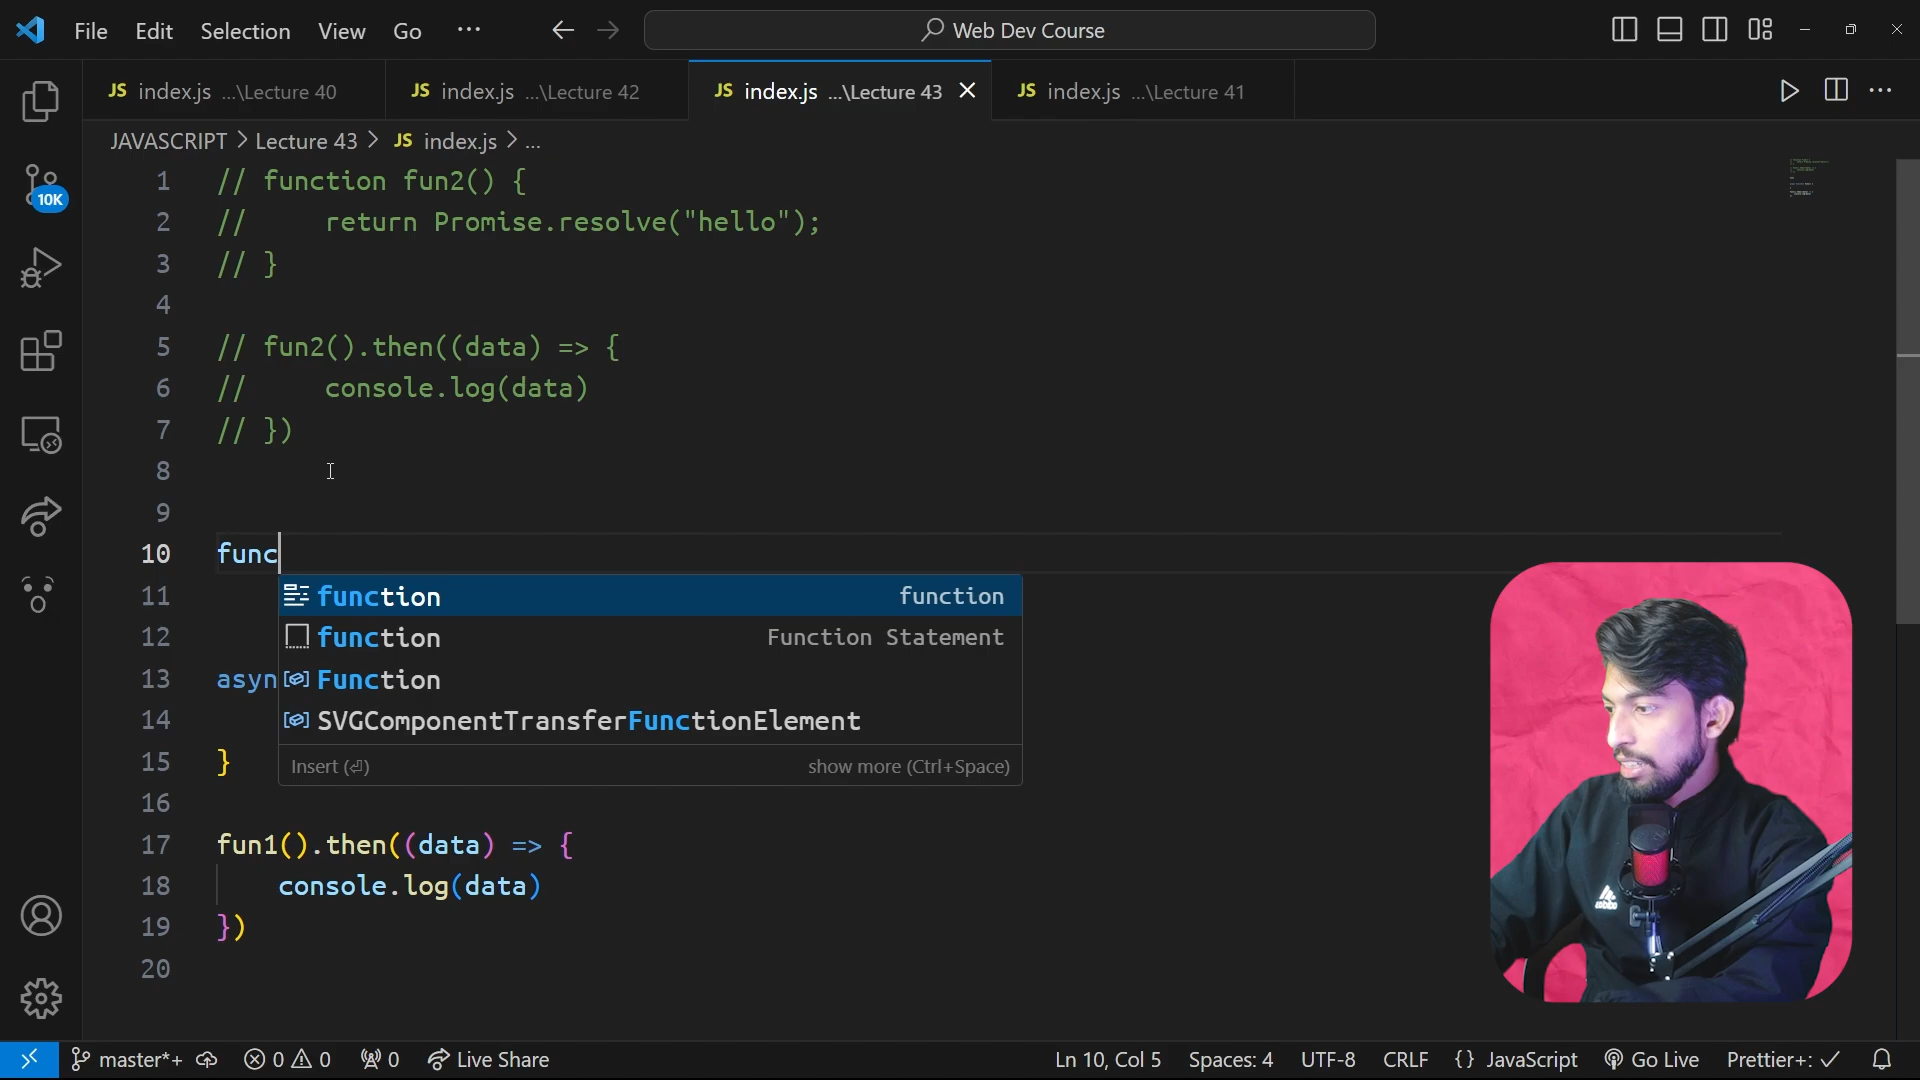 File Edit Selection View Go ... Web Dev Course
JS index.js ...\Lecture 40 JS index.js ...\Lecture 42 JS index.js ...\Lecture 43 JS index.js ...\Lecture 41
JAVASCRIPT > Lecture 43 > JS index.js > ...
1 // function fun2() {
2 //     return Promise.resolve("hello");
3 // }
4
5 // fun2().then((data) => {
6 //     console.log(data)
7 // })
8
9
10 func
11 function function
12 function Function Statement
13 asyn Function
14 SVGComponentTransferFunctionElement
15 } Insert (⏎) show more (Ctrl+Space)
16
17 fun1().then((data) => {
18     console.log(data)
19 })
20
10K
master*+ 0 0 0 Live Share Ln 10, Col 5 Spaces: 4 UTF-8 CRLF {} JavaScript Go Live Prettier+: ✓